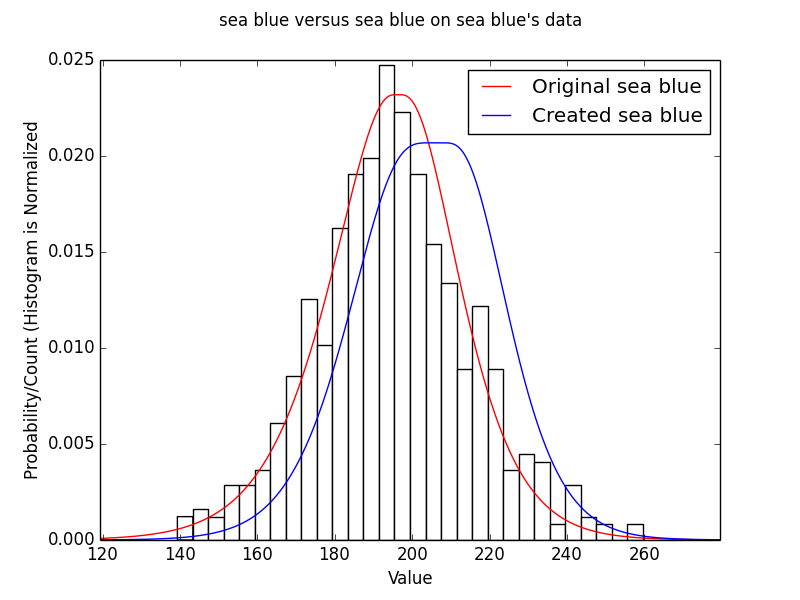 sea blue versus sea blue on sea blue's data
Original sea blue
Created sea blue
Probability/Count (Histogram is Normalized
0.025
0.020
0.015
0.010
0.005
0.000
120 140 160 180 200 220 240 260
Value